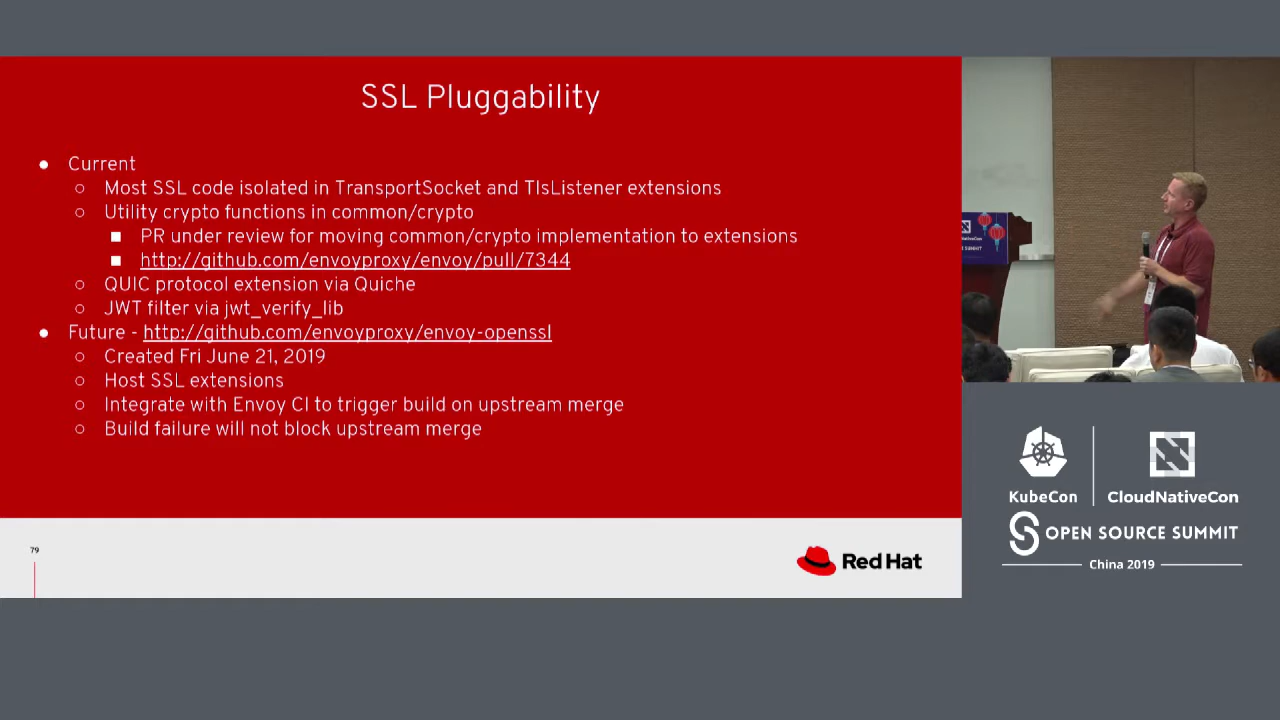 SSL Pluggability
● Current
○ Most SSL code isolated in TransportSocket and TlsListener extensions
○ Utility crypto functions in common/crypto
■ PR under review for moving common/crypto implementation to extensions
■ http://github.com/envoyproxy/envoy/pull/7344
○ QUIC protocol extension via Quiche
○ JWT filter via jwt_verify_lib
● Future - http://github.com/envoyproxy/envoy-openssl
○ Created Fri June 21, 2019
○ Host SSL extensions
○ Integrate with Envoy CI to trigger build on upstream merge
○ Build failure will not block upstream merge
79
Red Hat
KubeCon
CloudNativeCon
OPEN SOURCE SUMMIT
China 2019